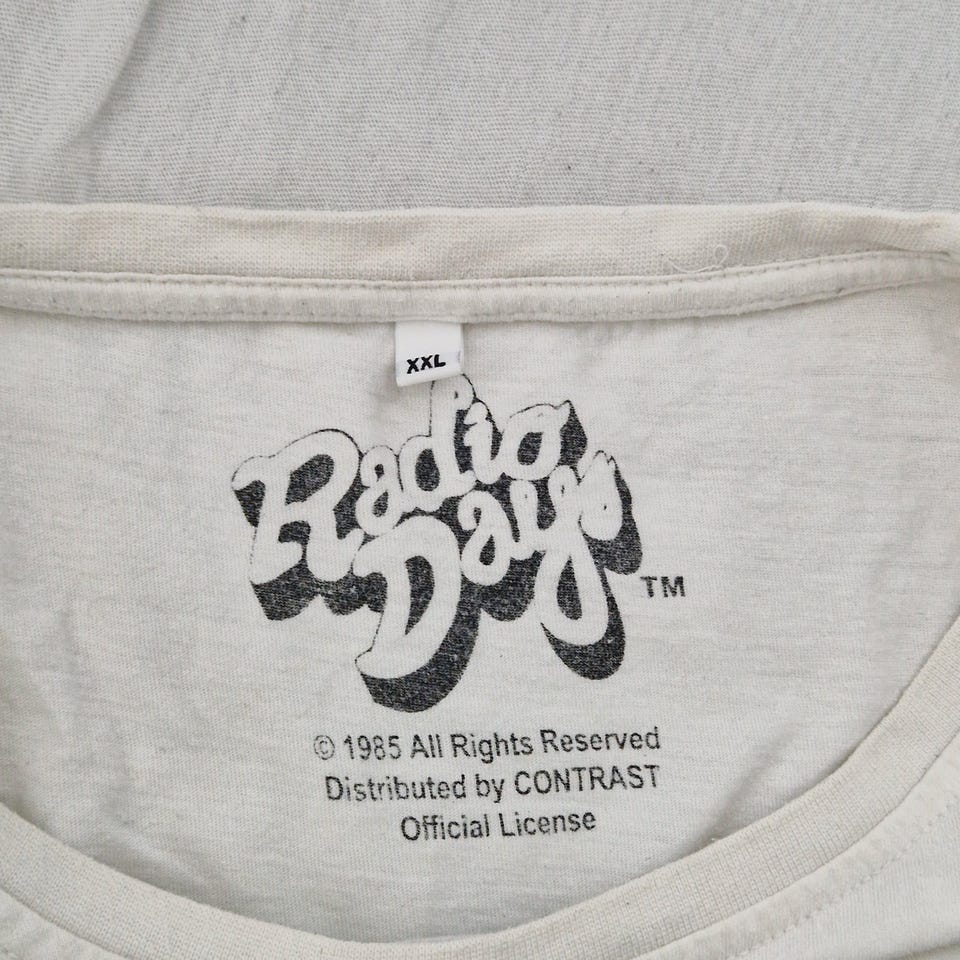 XXL
Radio
Days
TM
© 1985 All Rights Reserved
Distributed by CONTRAST
Official License